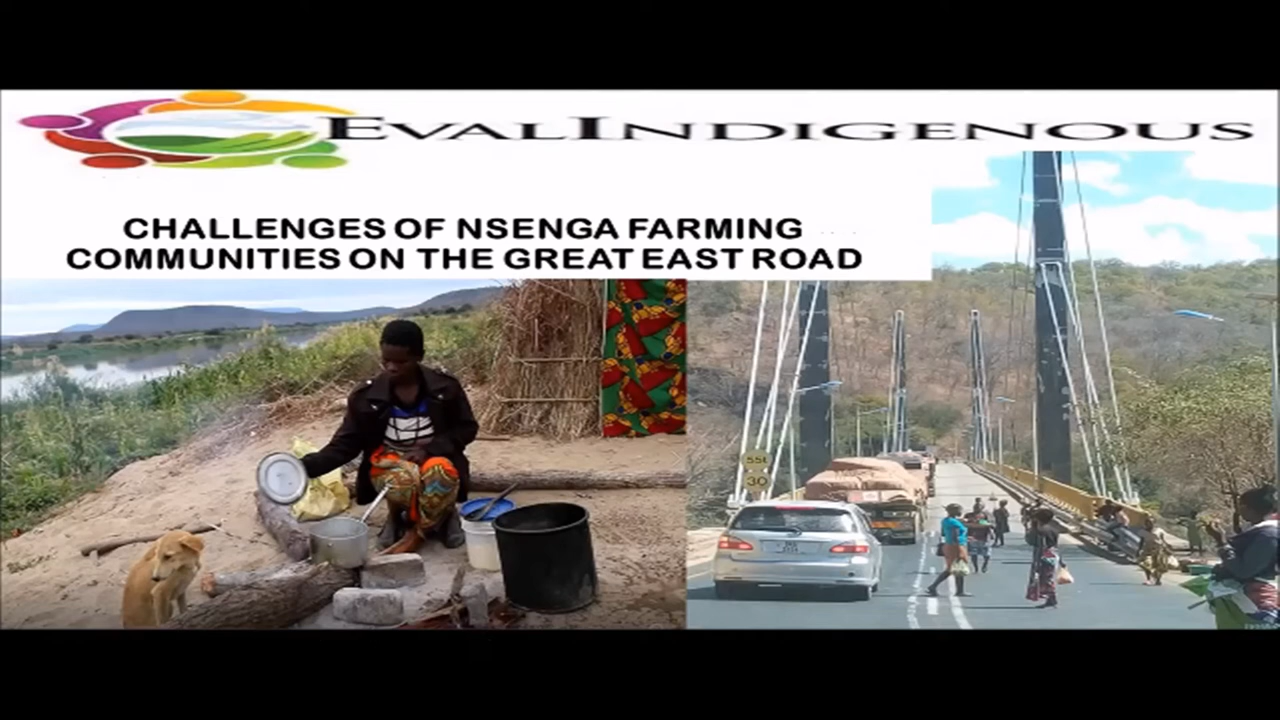 EVALINDIGENOUS
CHALLENGES OF NSENGA FARMING
COMMUNITIES ON THE GREAT EAST ROAD
30